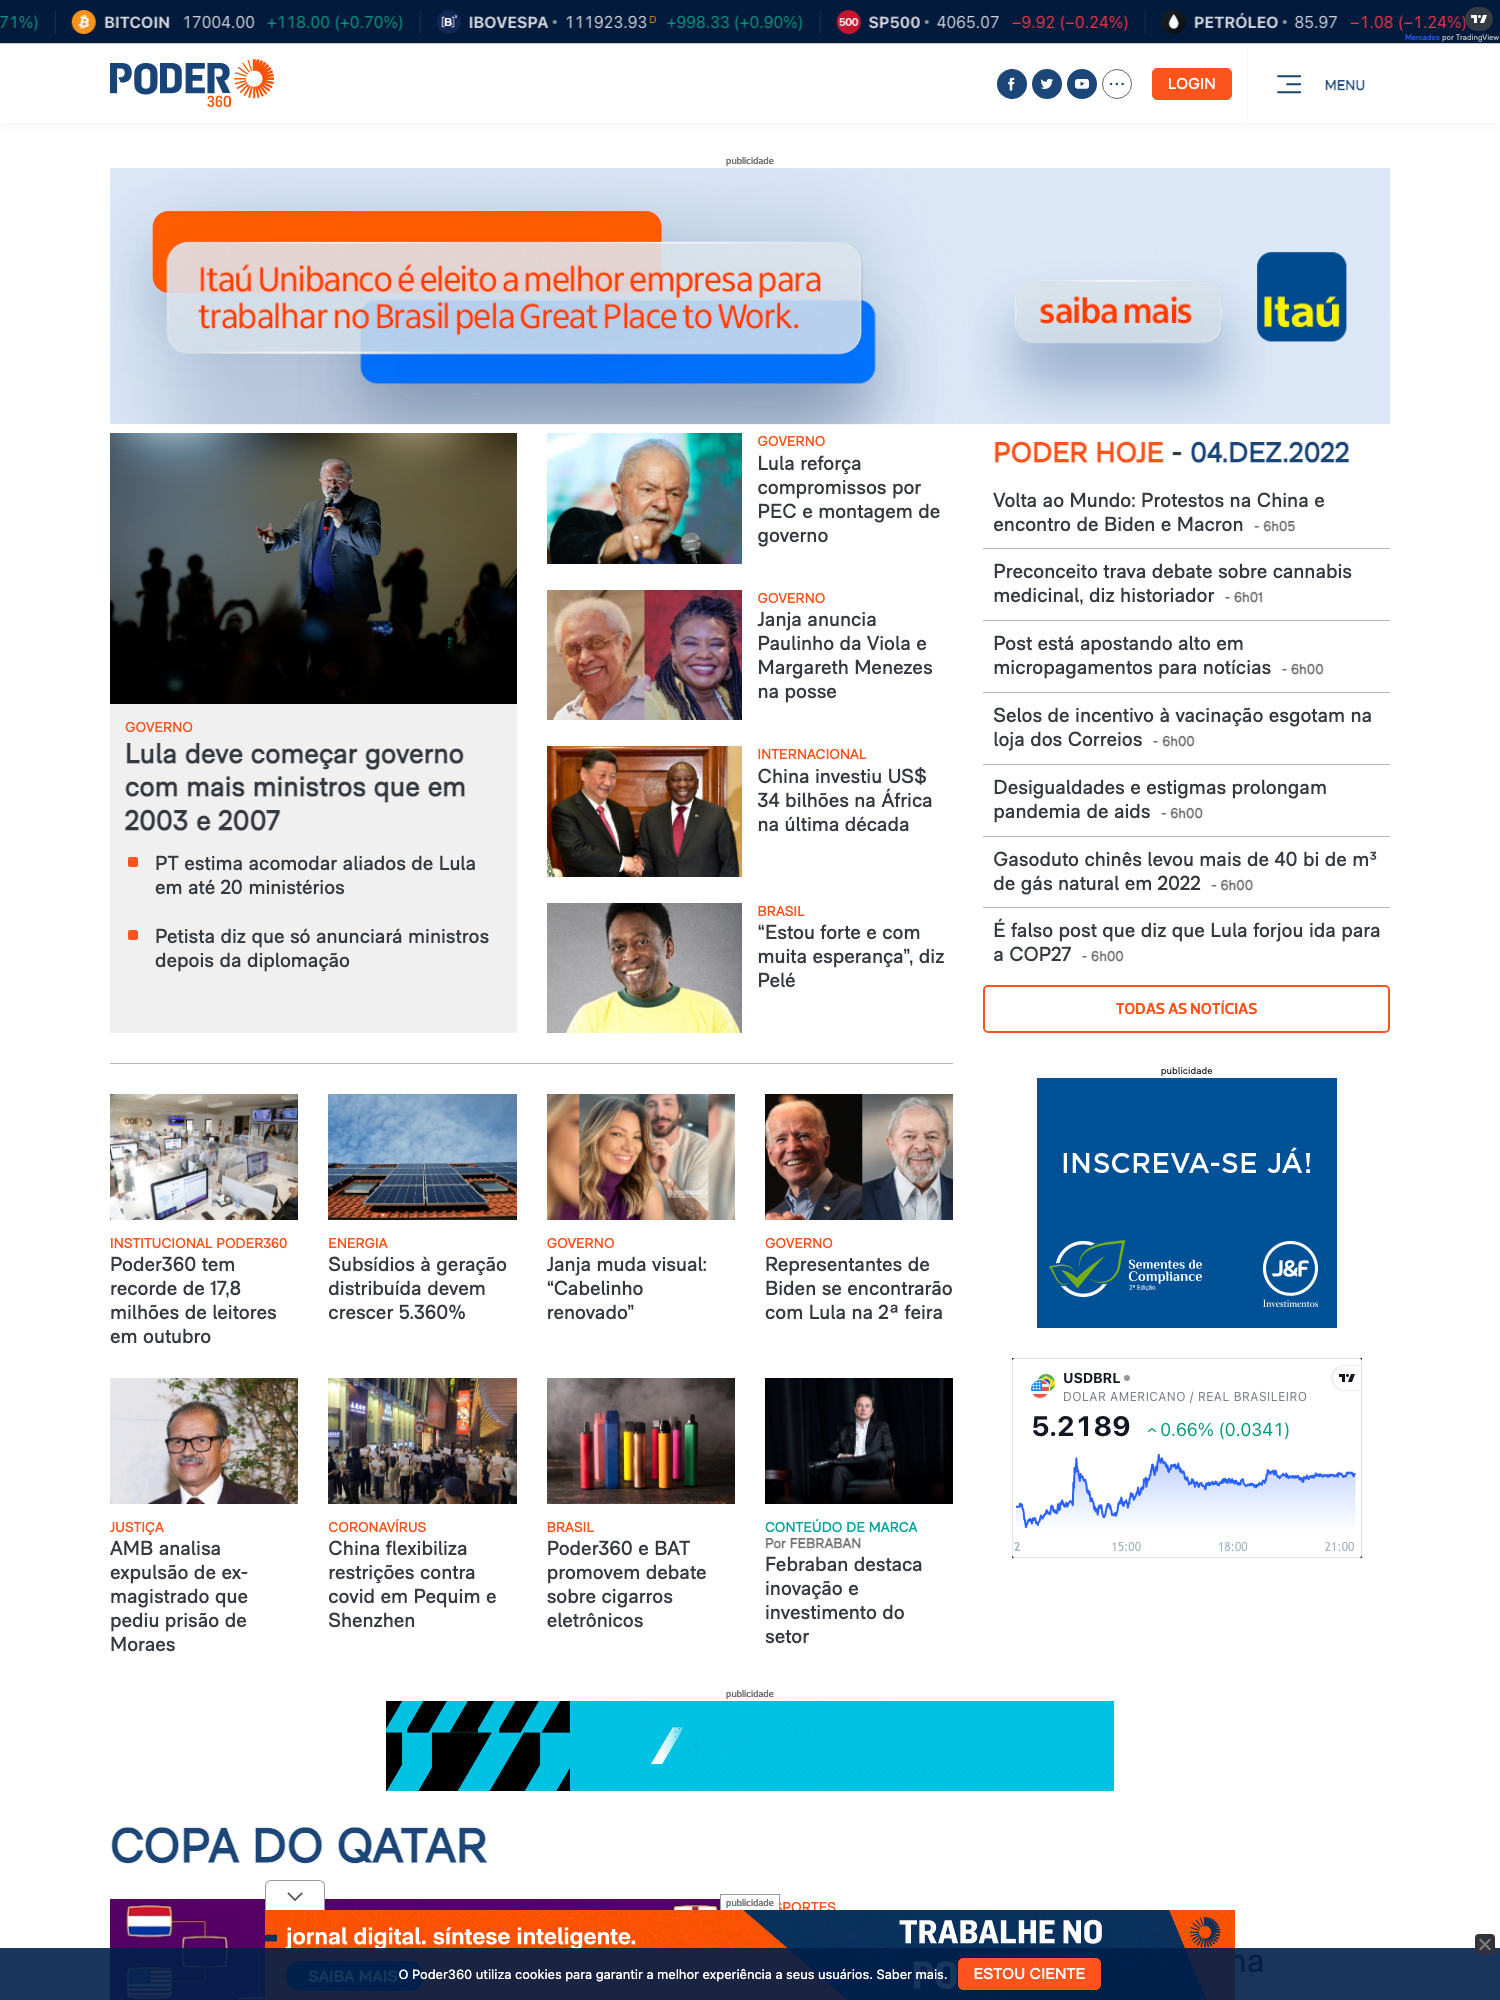 71%)
BITCOIN 17004.00 +118.00 (+0.70%)
IBOVESPA 111923.93 D +998.33 (+0.90%)
500 SP500 4065.07 −9.92 (−0.24%)
PETRÓLEO 85.97 −1.08 (−1.24%)
Mercados por TradingView
PODER
360
LOGIN
MENU
publicidade
Itaú Unibanco é eleito a melhor empresa para
trabalhar no Brasil pela Great Place to Work.
saiba mais
Itaú
GOVERNO
Lula deve começar governo
com mais ministros que em
2003 e 2007
PT estima acomodar aliados de Lula
em até 20 ministérios
Petista diz que só anunciará ministros
depois da diplomação
GOVERNO
Lula reforça
compromissos por
PEC e montagem de
governo
GOVERNO
Janja anuncia
Paulinho da Viola e
Margareth Menezes
na posse
INTERNACIONAL
China investiu US$
34 bilhões na África
na última década
BRASIL
“Estou forte e com
muita esperança”, diz
Pelé
PODER HOJE - 04.DEZ.2022
Volta ao Mundo: Protestos na China e
encontro de Biden e Macron - 6h05
Preconceito trava debate sobre cannabis
medicinal, diz historiador - 6h01
Post está apostando alto em
micropagamentos para notícias - 6h00
Selos de incentivo à vacinação esgotam na
loja dos Correios - 6h00
Desigualdades e estigmas prolongam
pandemia de aids - 6h00
Gasoduto chinês levou mais de 40 bi de m³
de gás natural em 2022 - 6h00
É falso post que diz que Lula forjou ida para
a COP27 - 6h00
TODAS AS NOTÍCIAS
INSTITUCIONAL PODER360
Poder360 tem
recorde de 17,8
milhões de leitores
em outubro
ENERGIA
Subsídios à geração
distribuída devem
crescer 5.360%
GOVERNO
Janja muda visual:
“Cabelinho
renovado”
GOVERNO
Representantes de
Biden se encontrarão
com Lula na 2ª feira
JUSTIÇA
AMB analisa
expulsão de ex-
magistrado que
pediu prisão de
Moraes
CORONAVÍRUS
China flexibiliza
restrições contra
covid em Pequim e
Shenzhen
BRASIL
Poder360 e BAT
promovem debate
sobre cigarros
eletrônicos
CONTEÚDO DE MARCA
Por FEBRABAN
Febraban destaca
inovação e
investimento do
setor
publicidade
INSCREVA-SE JÁ!
Sementes de
Compliance
2ª Edição
J&F
Investimentos
USDBRL
DOLAR AMERICANO / REAL BRASILEIRO
5.2189 0.66% (0.0341)
2 15:00 18:00 21:00
publicidade
COPA DO QATAR
publicidade
SPORTES
jornal digital. síntese inteligente.
TRABALHE NO
SAIBA MAIS
PO
na
O Poder360 utiliza cookies para garantir a melhor experiência a seus usuários. Saber mais.
ESTOU CIENTE